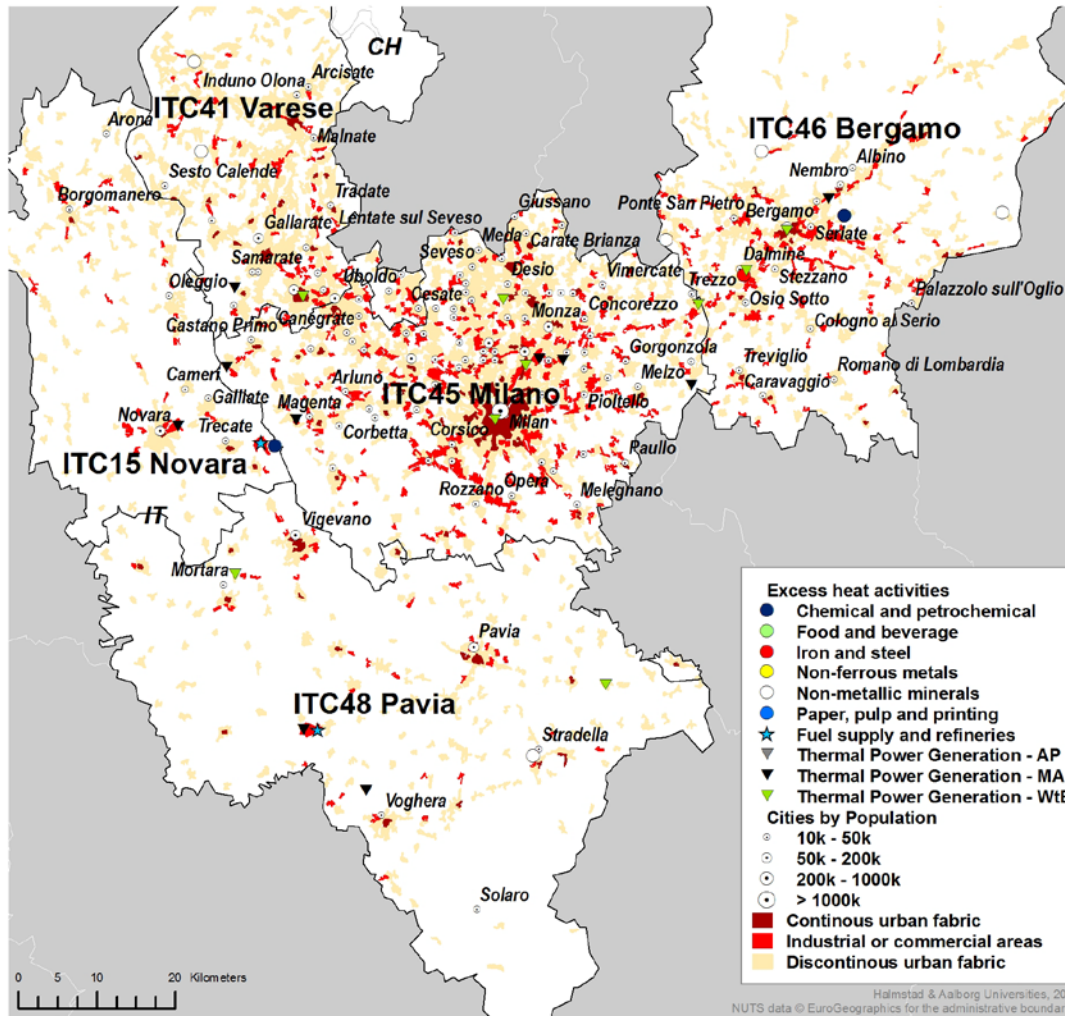 CH
Induno Olona
Arcisate
ITC41 Varese
Arona
Malnate
ITC46 Bergamo
Sesto Calende
Albino
Nembro
Borgomanero
Tradate
Giussano
Ponte San Pietro
Bergamo
Gallarate
Lentate sul Seveso
Meda
Carate Brianza
Seriate
Seveso
Samarate
Uboldo
Desio
Vimercate
Dalmine
Stezzano
Oleggio
Cesate
Trezzo
Palazzolo sull'Oglio
Castano Primo
Canegrate
Monza
Concorezzo
Osio Sotto
Cologno al Serio
Cameri
Arluno
Gorgonzola
Treviglio
Romano di Lombardia
Galliate
Magenta
ITC45 Milano
Melzo
Caravaggio
Pioltello
Novara
Trecate
Corbetta
Corsico
Milan
ITC15 Novara
Paullo
Rozzano
Opera
Melegnano
IT
Vigevano
Mortara
Pavia
ITC48 Pavia
Stradella
Voghera
Solaro
Excess heat activities
Chemical and petrochemical
Food and beverage
Iron and steel
Non-ferrous metals
Non-metallic minerals
Paper, pulp and printing
Fuel supply and refineries
Thermal Power Generation - AP
Thermal Power Generation - MA
Thermal Power Generation - WtE
Cities by Population
10k - 50k
50k - 200k
200k - 1000k
> 1000k
Continous urban fabric
Industrial or commercial areas
Discontinous urban fabric
0 5 10 20 Kilometers
Halmstad & Aalborg Universities, 20
NUTS data © EuroGeographics for the administrative boundar